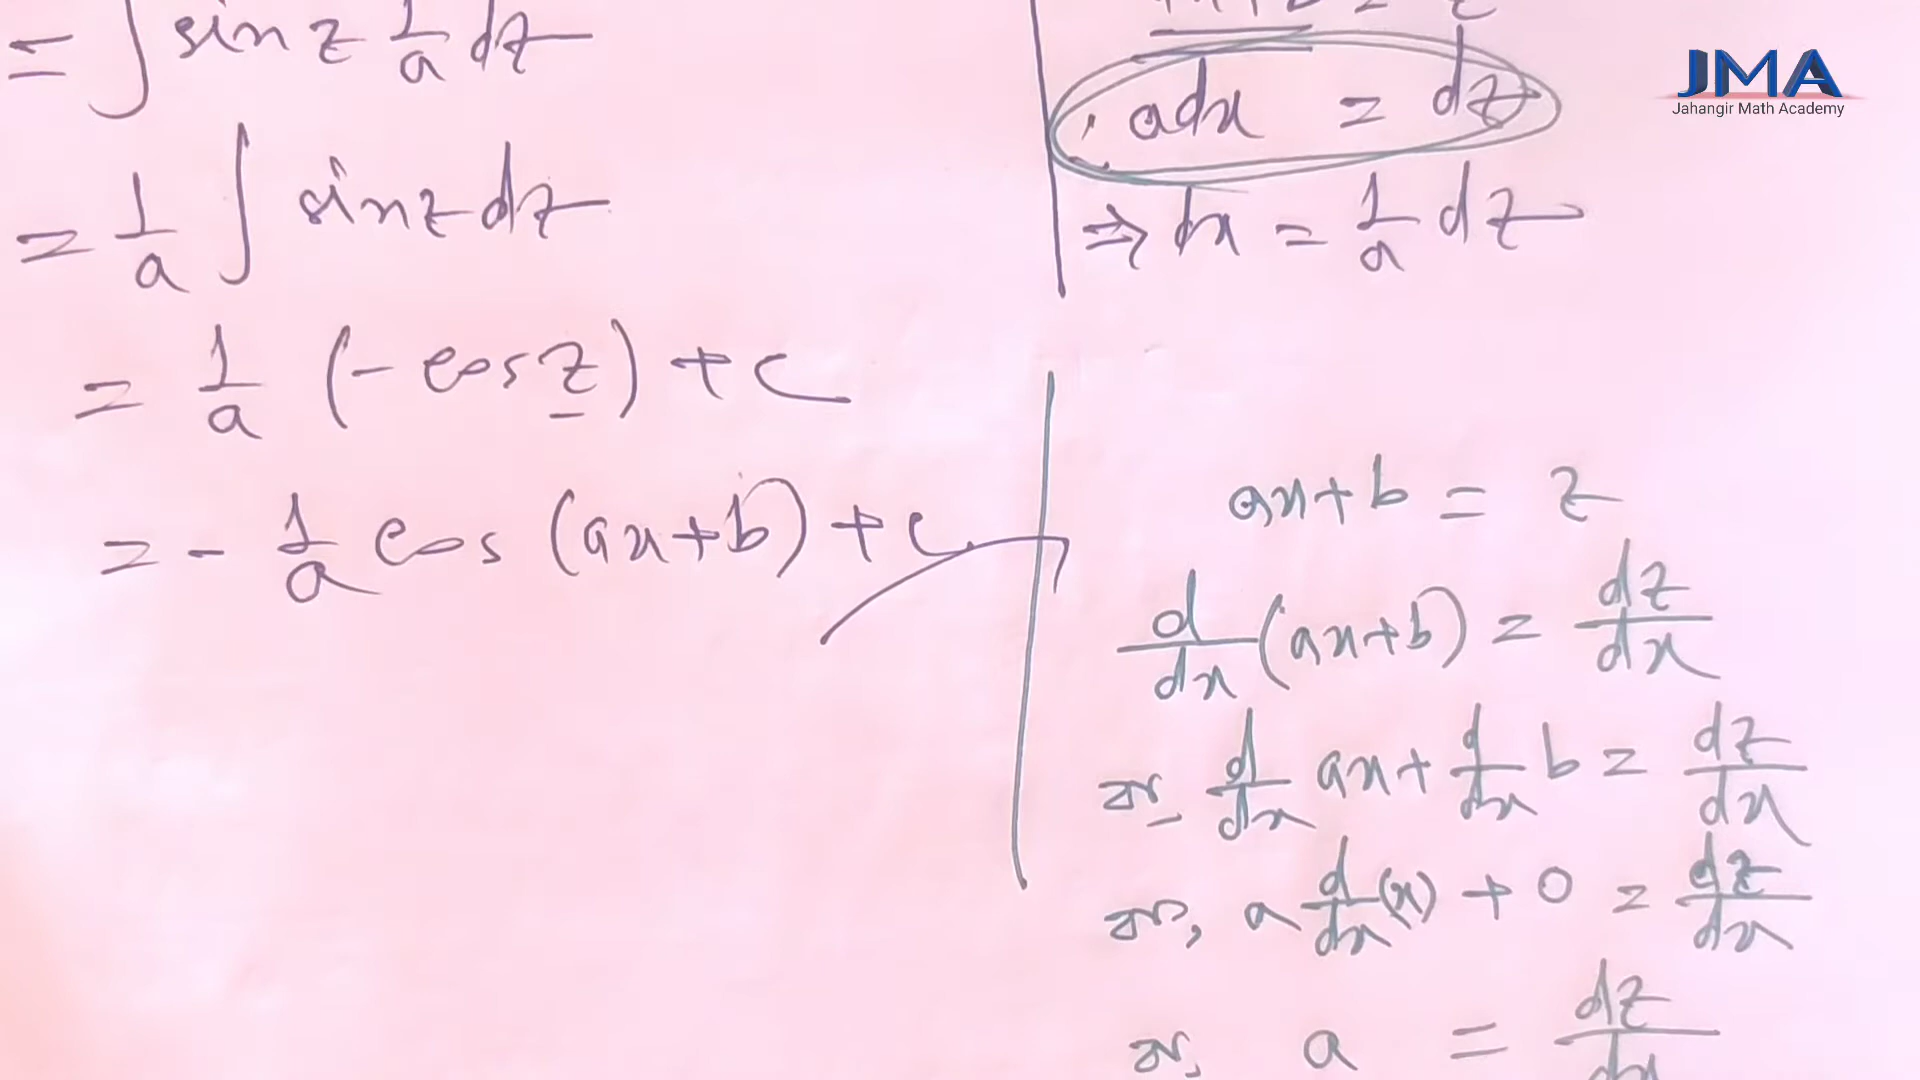 = ∫ sin z 1/a dz
= 1/a ∫ sin z dz
= 1/a (- cos z) + c
= - 1/a cos (ax+b) + c
adx = dz
⇒ dx = 1/a dz
ax+b = z
d/dx (ax+b) = dz/dx
বা, d/dx ax + d/dx b = dz/dx
বা, a d/dx (x) + 0 = dz/dx
বা, a = dz/dx
JMA
Jahangir Math Academy